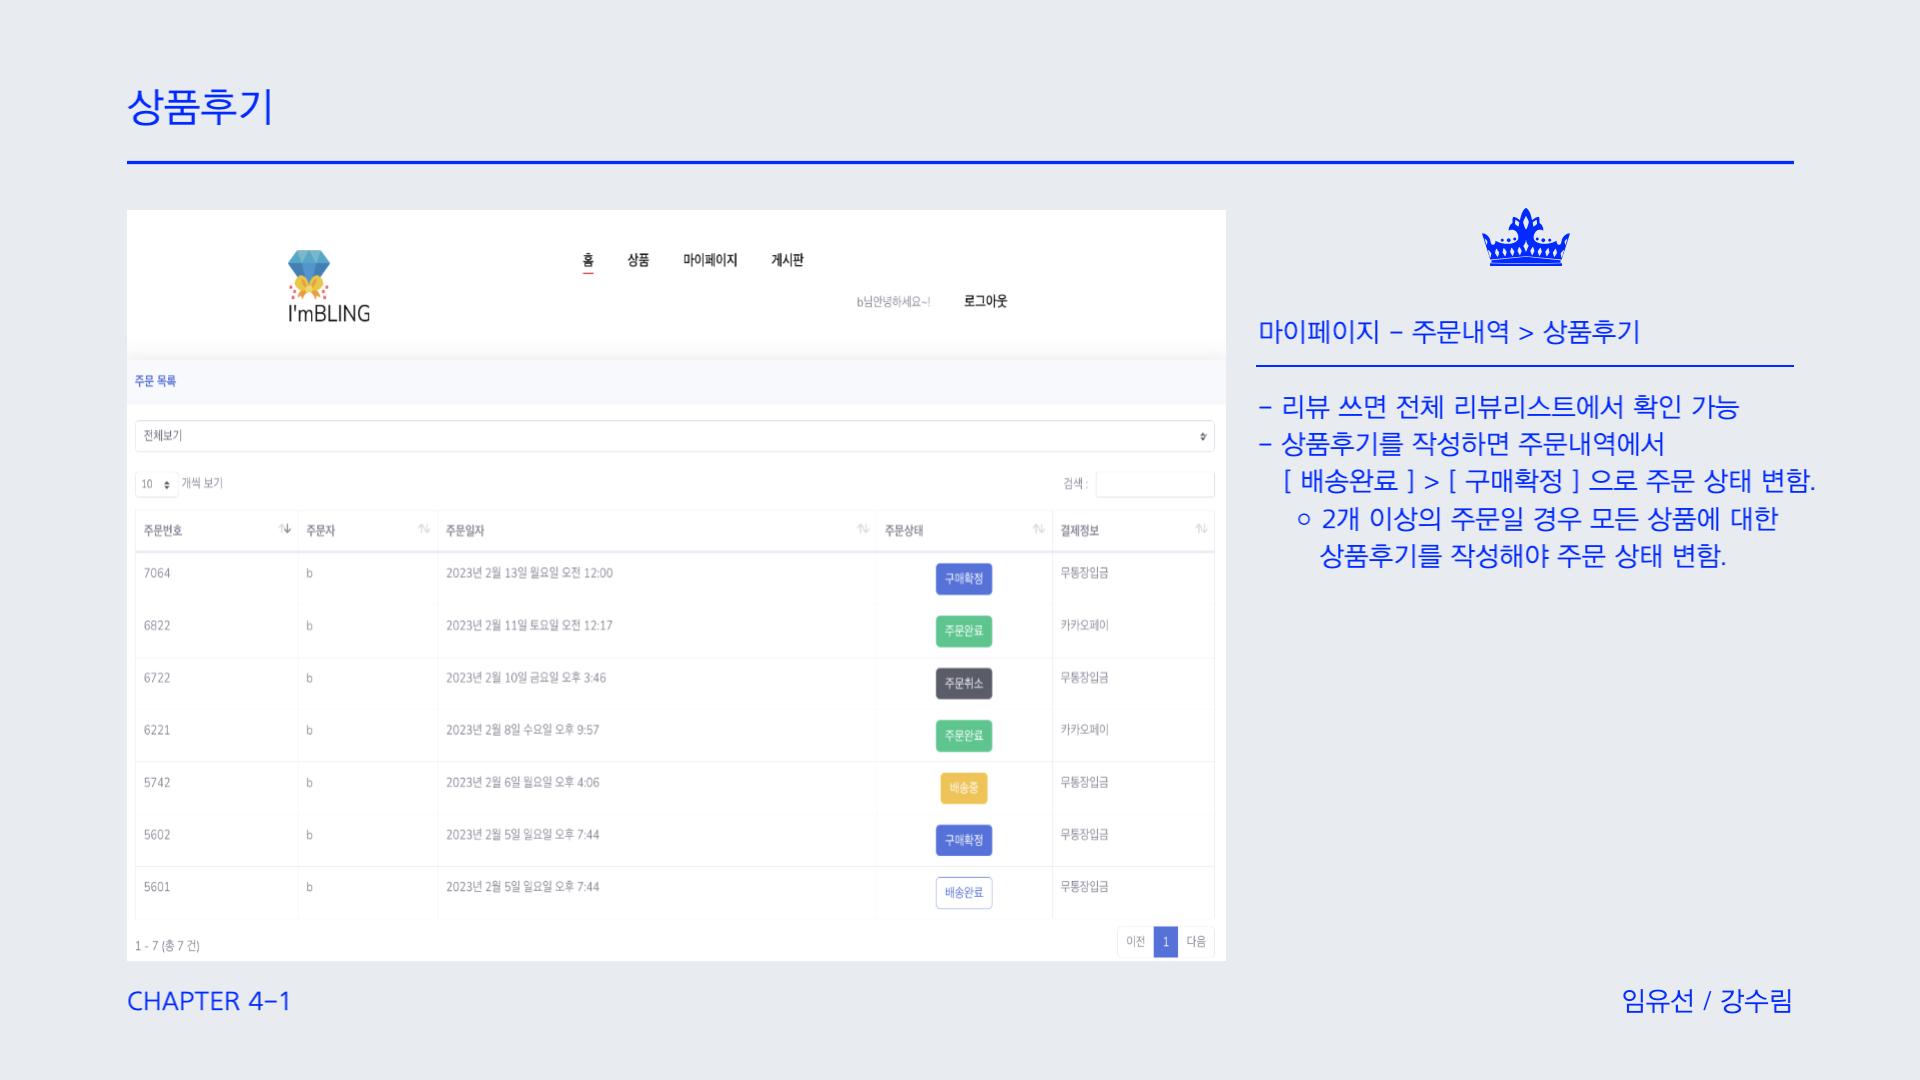 상품후기
I'mBLING
홈 상품 마이페이지 게시판
b님안녕하세요~! 로그아웃
주문 목록
전체보기
10 개씩 보기 검색 :
주문번호 주문자 주문일자 주문상태 결제정보
7064 b 2023년 2월 13일 월요일 오전 12:00 구매확정 무통장입금
6822 b 2023년 2월 11일 토요일 오전 12:17 주문완료 카카오페이
6722 b 2023년 2월 10일 금요일 오후 3:46 주문취소 무통장입금
6221 b 2023년 2월 8일 수요일 오후 9:57 주문완료 카카오페이
5742 b 2023년 2월 6일 월요일 오후 4:06 배송중 무통장입금
5602 b 2023년 2월 5일 일요일 오후 7:44 구매확정 무통장입금
5601 b 2023년 2월 5일 일요일 오후 7:44 배송완료 무통장입금
1 - 7 (총 7 건) 이전 1 다음
마이페이지 - 주문내역 > 상품후기
- 리뷰 쓰면 전체 리뷰리스트에서 확인 가능
- 상품후기를 작성하면 주문내역에서
[ 배송완료 ] > [ 구매확정 ] 으로 주문 상태 변함.
○ 2개 이상의 주문일 경우 모든 상품에 대한
상품후기를 작성해야 주문 상태 변함.
CHAPTER 4-1
임유선 / 강수림